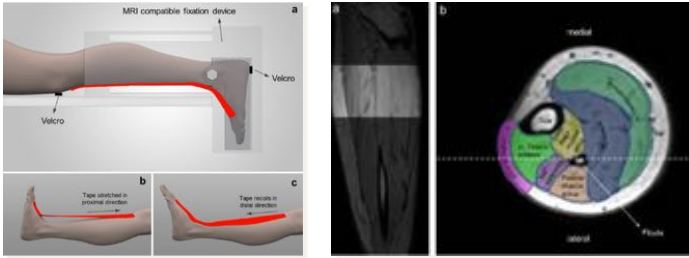 MRI compatible fixation device
a
Velcro
Velcro
b
Tape stretched in
proximal direction
c
Tape recoils in
distal direction
a
b
medial
Fibula
lateral